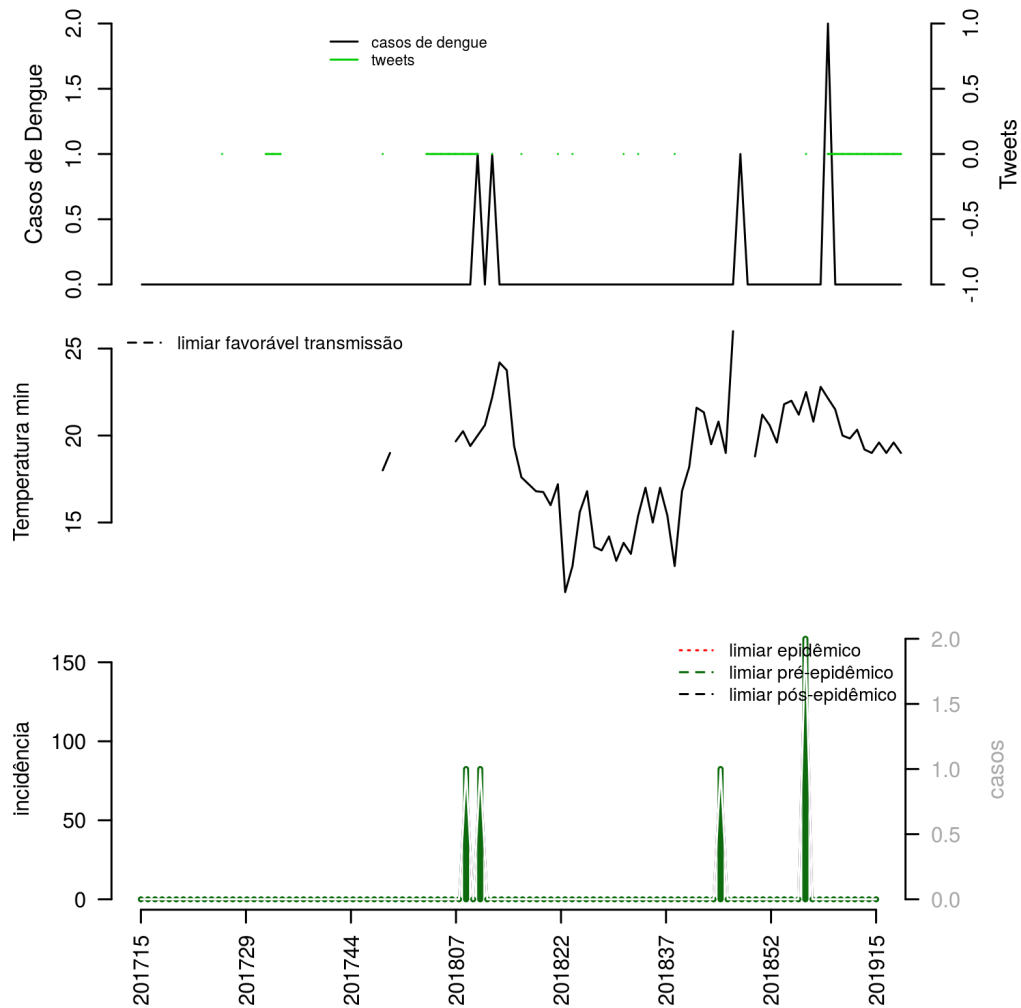 Casos de Dengue
2.0
1.5
1.0
0.5
0.0
casos de dengue
tweets
1.0
0.5
0.0
-0.5
-1.0
Tweets
Temperatura min
25
20
15
limiar favorável transmissão
incidência
150
100
50
0
limiar epidêmico
limiar pré-epidêmico
limiar pós-epidêmico
2.0
1.5
1.0
0.5
0.0
casos
201715
201729
201744
201807
201822
201837
201852
201915